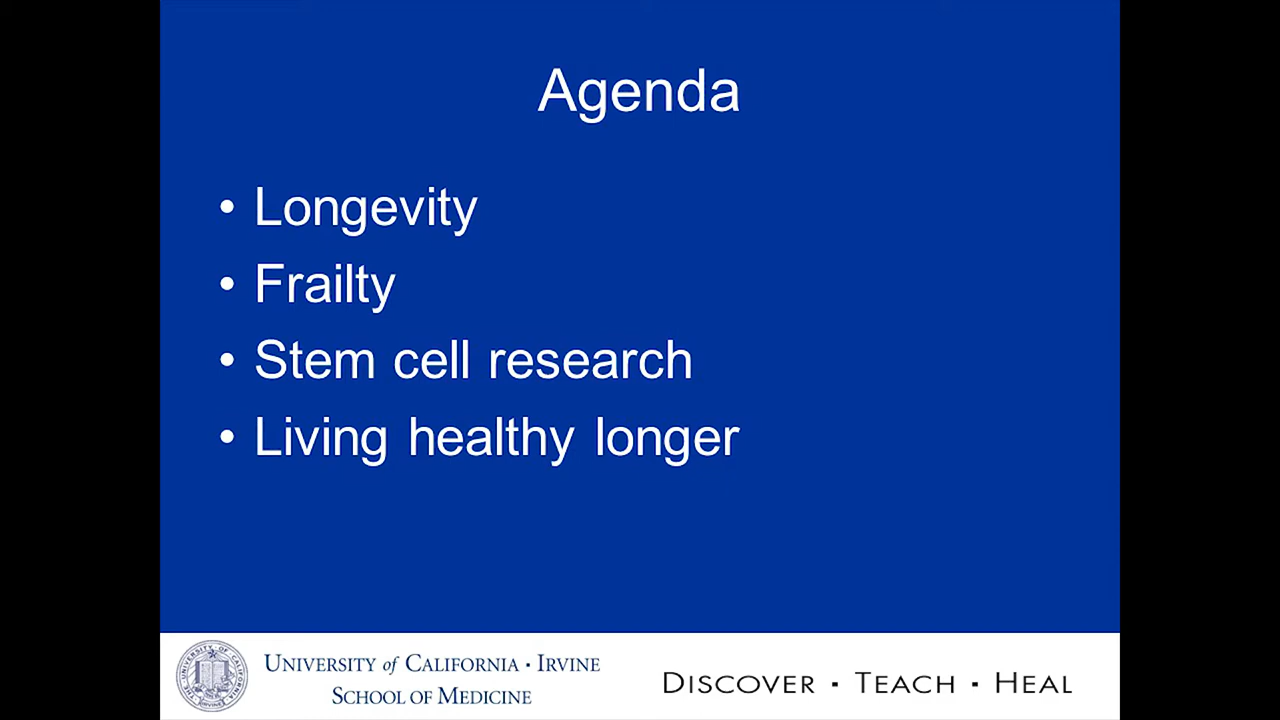 Agenda
• Longevity
• Frailty
• Stem cell research
• Living healthy longer
UNIVERSITY of CALIFORNIA • IRVINE
SCHOOL OF MEDICINE
DISCOVER ▪ TEACH ▪ HEAL